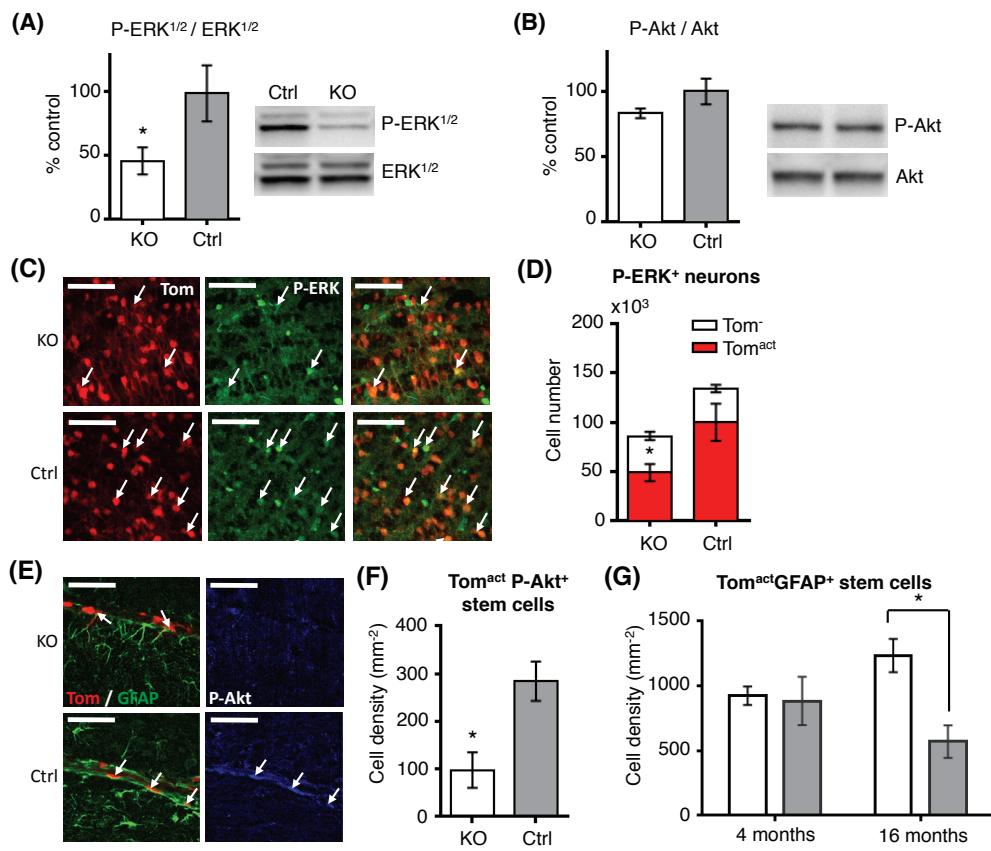 (A)
P-ERK1/2 / ERK1/2
% control
100
50
0
*
KO
Ctrl
Ctrl
KO
P-ERK1/2
ERK1/2
(B)
P-Akt / Akt
% control
100
50
0
KO
Ctrl
P-Akt
Akt
(C)
Tom
P-ERK
KO
Ctrl
(D)
P-ERK+ neurons
x10³
200
150
100
50
0
Cell number
Tom-
Tomact
*
KO
Ctrl
(E)
KO
Tom / GFAP
P-Akt
Ctrl
(F)
Tomact P-Akt+
stem cells
Cell density (mm-2)
400
300
200
100
0
*
KO
Ctrl
(G)
TomactGFAP+ stem cells
Cell density (mm-2)
1500
1000
500
0
*
4 months
16 months